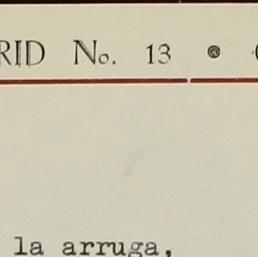 RID No. 13
la arruga,